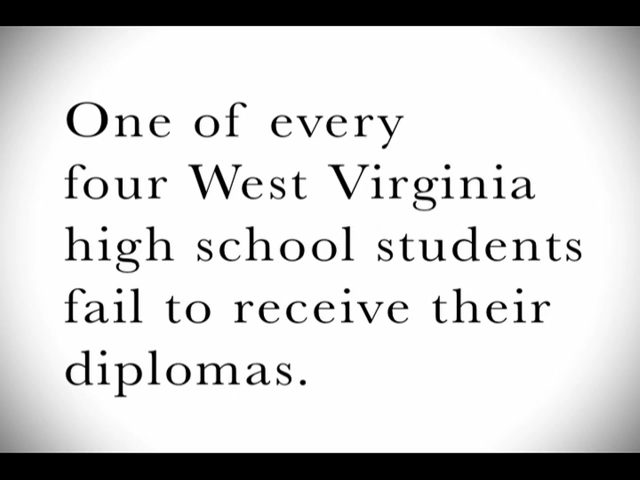 One of every
four West Virginia
high school students
fail to receive their
diplomas.